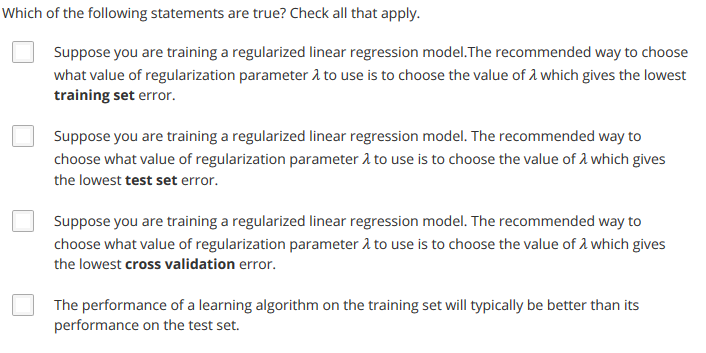 Which of the following statements are true? Check all that apply.
Suppose you are training a regularized linear regression model.The recommended way to choose
what value of regularization parameter λ to use is to choose the value of λ which gives the lowest
training set error.
Suppose you are training a regularized linear regression model. The recommended way to
choose what value of regularization parameter λ to use is to choose the value of λ which gives
the lowest test set error.
Suppose you are training a regularized linear regression model. The recommended way to
choose what value of regularization parameter λ to use is to choose the value of λ which gives
the lowest cross validation error.
The performance of a learning algorithm on the training set will typically be better than its
performance on the test set.